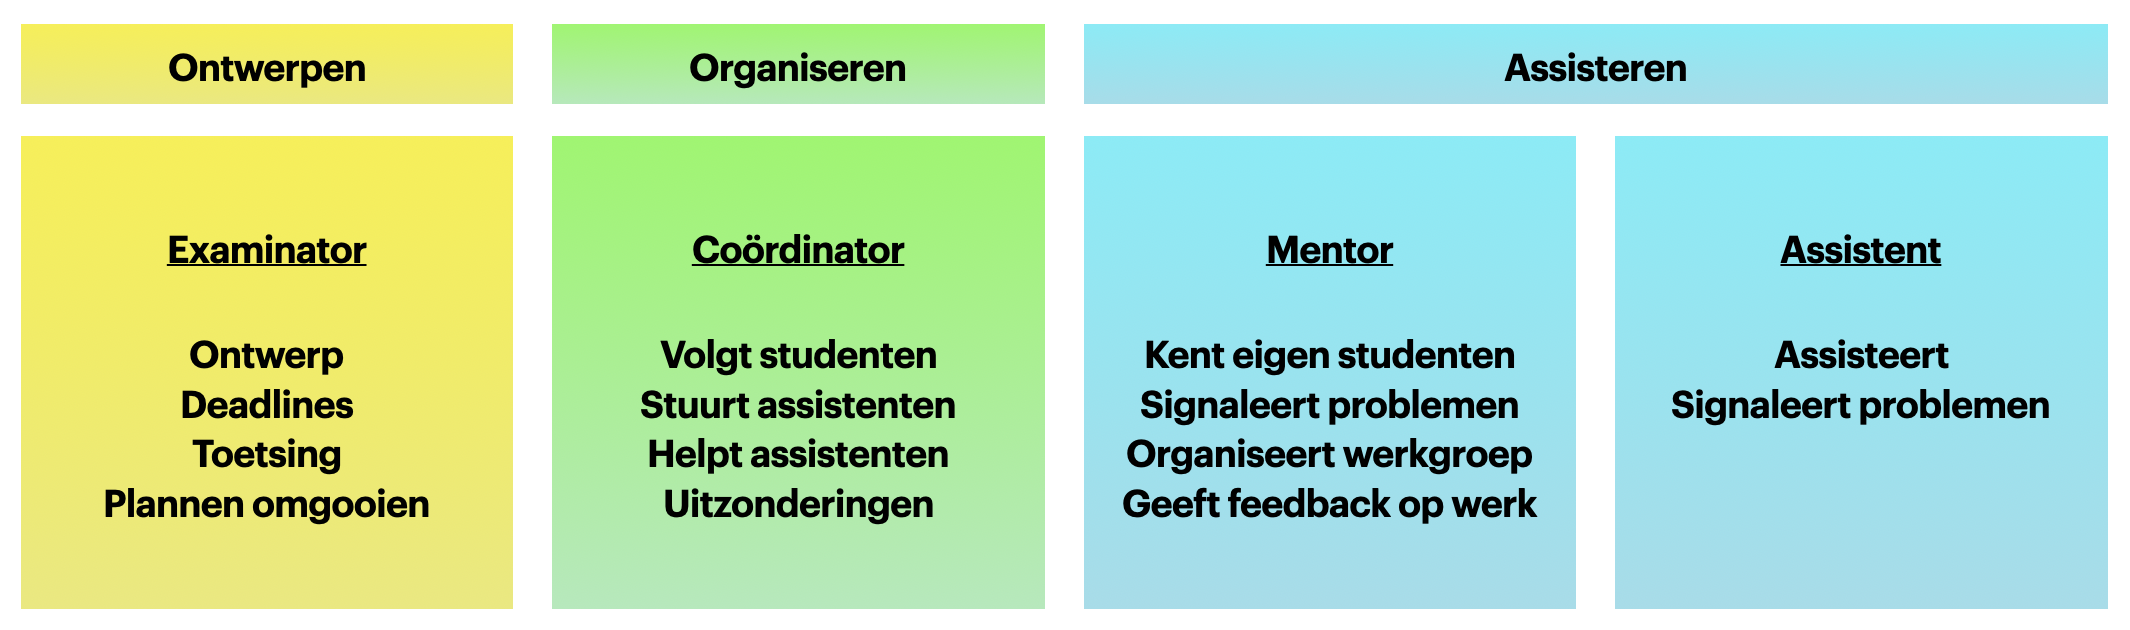 Ontwerpen
Organiseren
Assisteren
Examinator
Ontwerp
Deadlines
Toetsing
Plannen omgooien
Coördinator
Volgt studenten
Stuurt assistenten
Helpt assistenten
Uitzonderingen
Mentor
Kent eigen studenten
Signaleert problemen
Organiseert werkgroep
Geeft feedback op werk
Assistent
Assisteert
Signaleert problemen